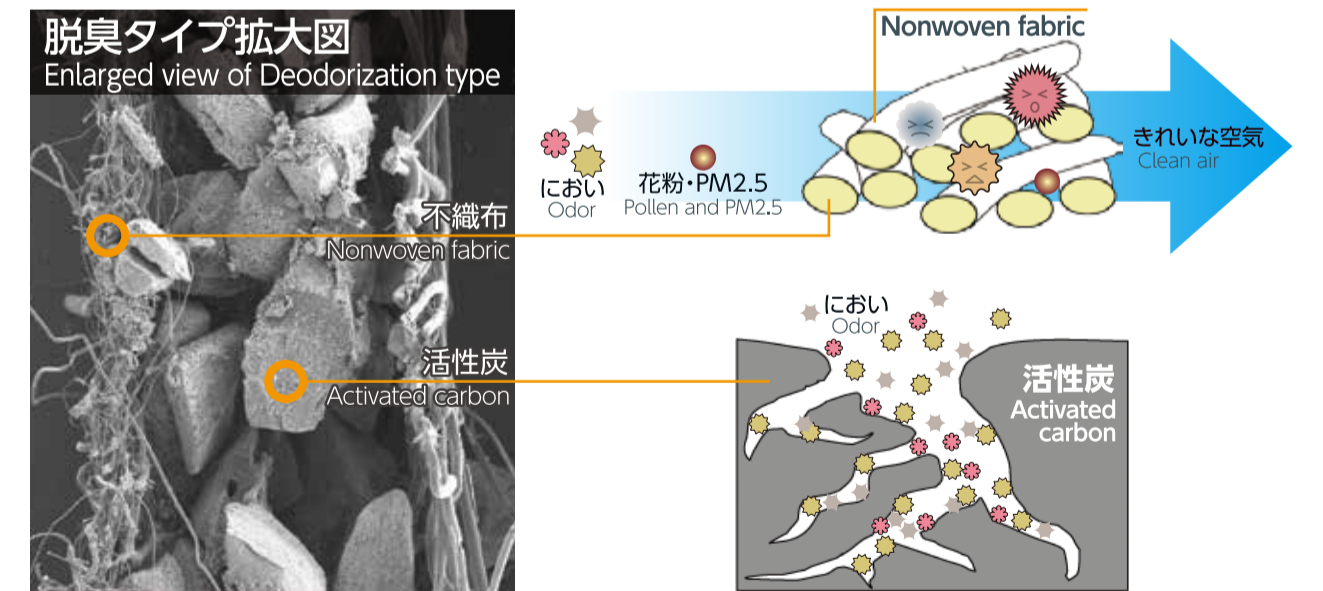 脱臭タイプ拡大図
Enlarged view of Deodorization type
不織布
Nonwoven fabric
活性炭
Activated carbon
Nonwoven fabric
におい
Odor
花粉・PM2.5
Pollen and PM2.5
きれいな空気
Clean air
におい
Odor
活性炭
Activated
carbon